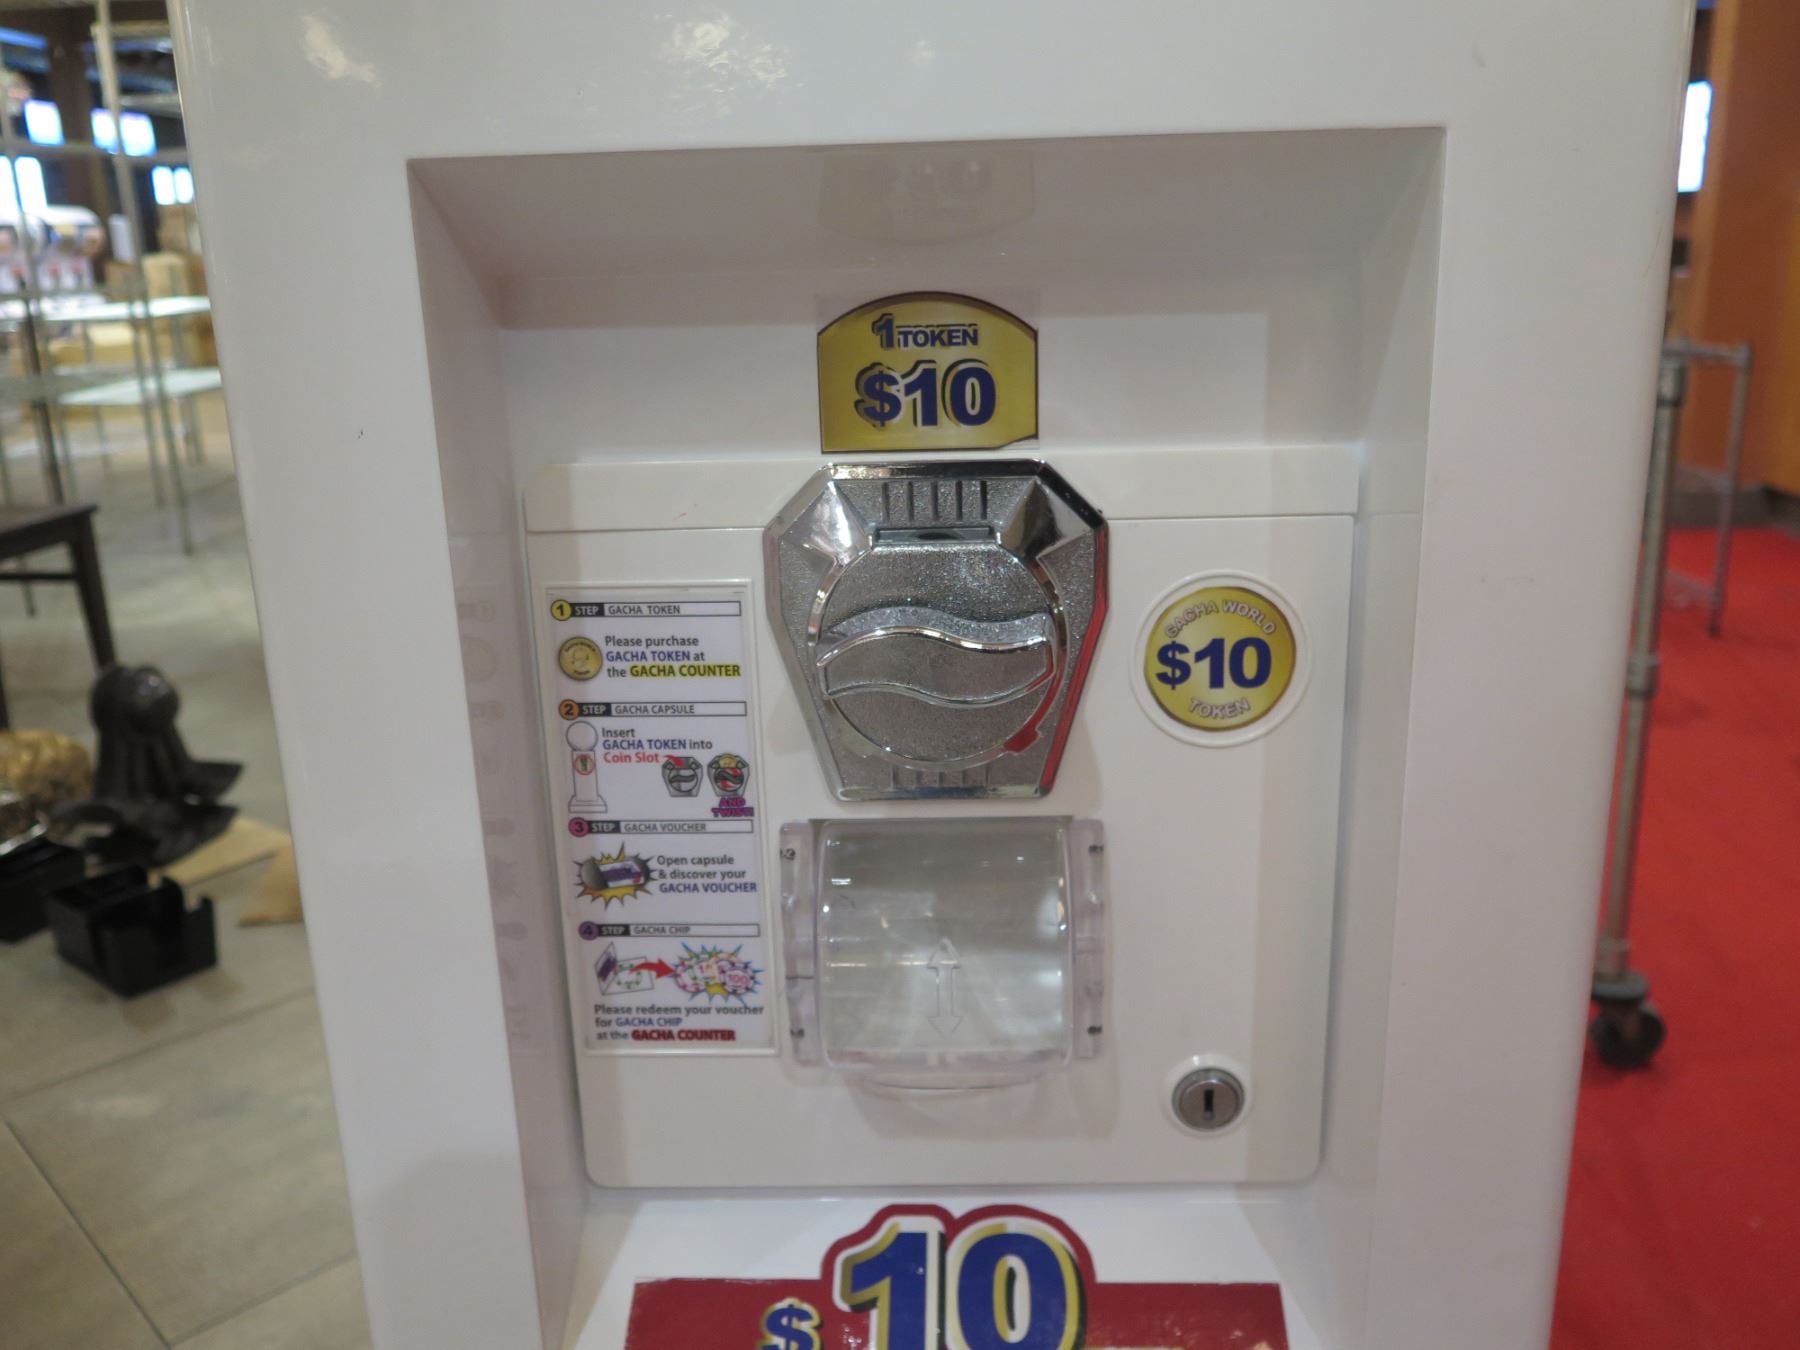 1 TOKEN
$10
1 STEP GACHA TOKEN
Please purchase
GACHA TOKEN at
the GACHA COUNTER
2 STEP GACHA CAPSULE
Insert
GACHA TOKEN into
Coin Slot
AND
TWIST!
3 STEP GACHA VOUCHER
Open capsule
& discover your
GACHA VOUCHER
4 STEP GACHA CHIP
100
Please redeem your voucher
for GACHA CHIP
at the GACHA COUNTER
GACHA WORLD
$10
TOKEN
$10